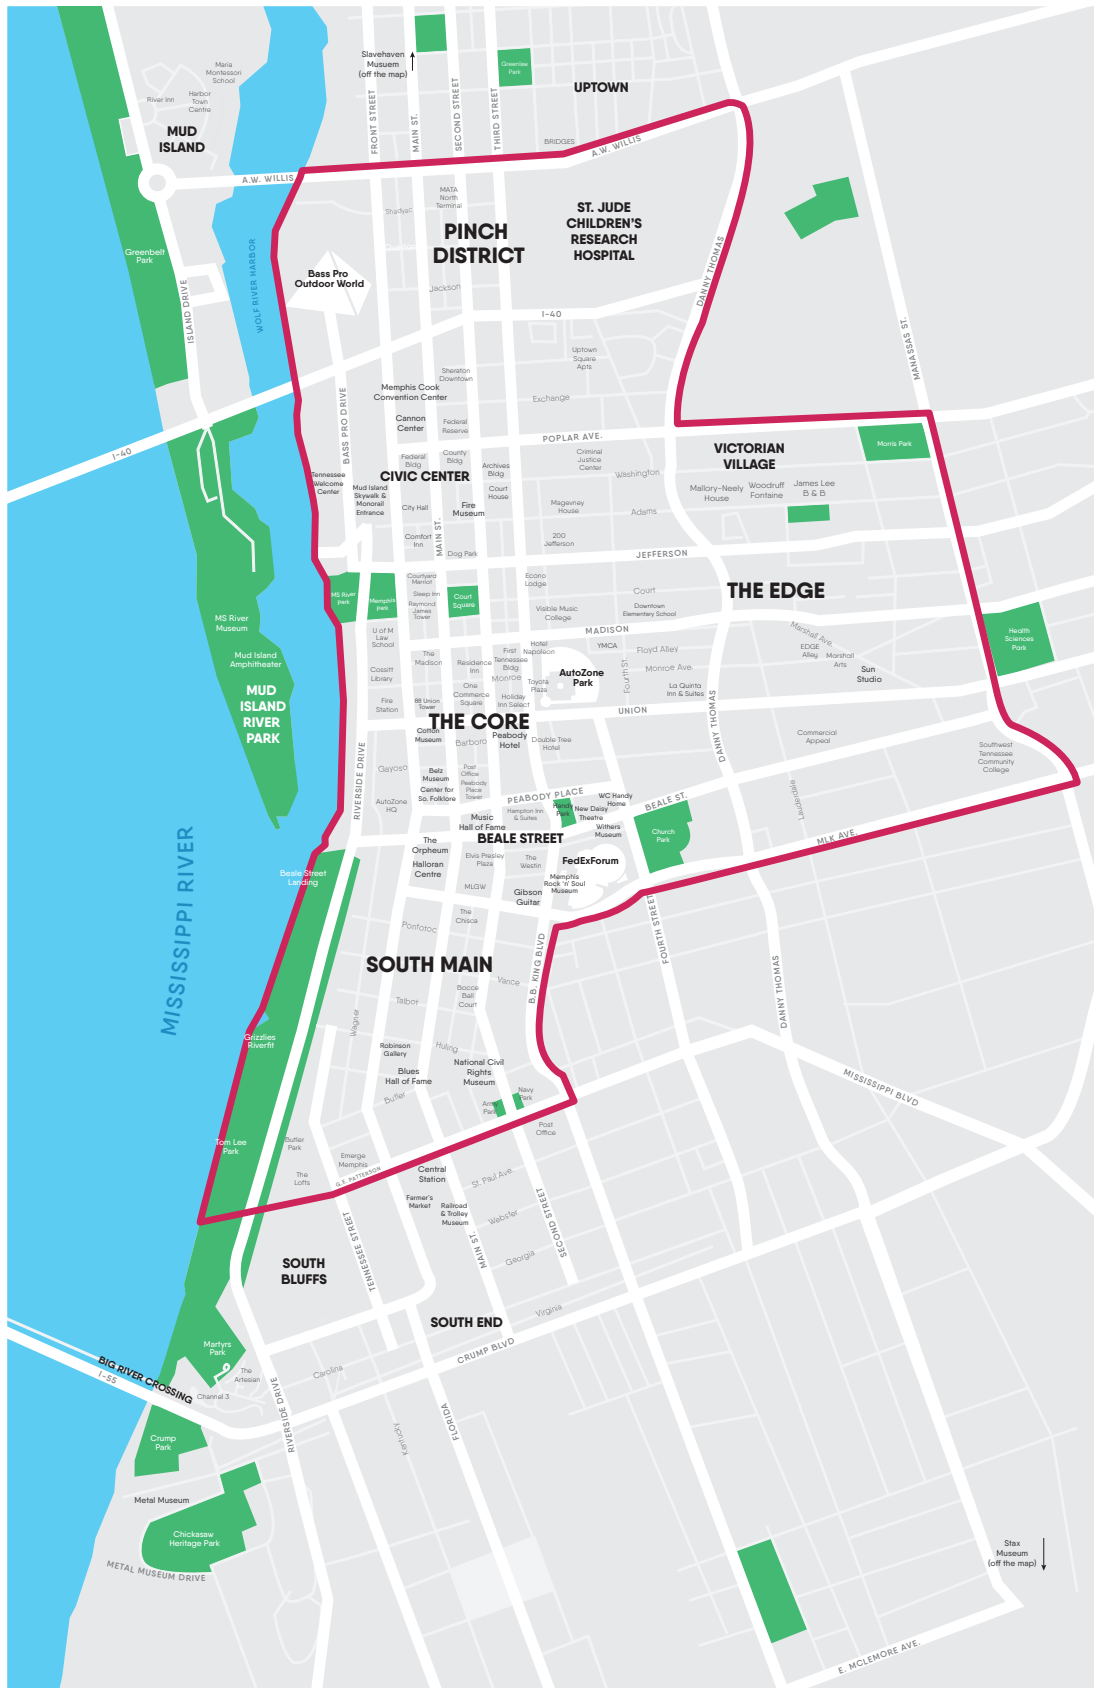 Slavehaven
Musuem
(off the map)
Greenlaw
Park
UPTOWN
Maria
Montessori
School
River Inn
Harbor
Town
Centre
MUD
ISLAND
FRONT STREET
MAIN ST.
SECOND STREET
THIRD STREET
BRIDGES
A.W. WILLIS
A.W. WILLIS
MATA
North
Terminal
Shadyac
PINCH
DISTRICT
ST. JUDE
CHILDREN'S
RESEARCH
HOSPITAL
Greenbelt
Park
WOLF RIVER HARBOR
ISLAND DRIVE
Bass Pro
Outdoor World
Jackson
I-40
DANNY THOMAS
MANASSAS ST.
Uptown
Square
Apts
Sheraton
Downtown
Memphis Cook
Convention Center
Exchange
BASS PRO DRIVE
Cannon
Center
Federal
Reserve
POPLAR AVE.
I-40
VICTORIAN
VILLAGE
Morris Park
Federal
Bldg
County
Bldg
Archives
Bldg
Criminal
Justice
Center
Washington
CIVIC CENTER
Tennessee
Welcome
Center
Mud Island
Skywalk &
Monorail
Entrance
Court
House
City Hall
Fire
Museum
Magevney
House
Adams
Mallory-Neely
House
Woodruff
Fontaine
James Lee
B & B
MAIN ST.
Comfort
Inn
Dog Park
200
Jefferson
JEFFERSON
THE EDGE
Courtyard
Marriot
Sleep Inn
Raymond
James
Tower
Court
Square
Econo
Lodge
Court
MS River
park
Memphis
park
Visible Music
College
Downtown
Elementary School
MADISON
Marshall Ave.
EDGE
Alley
Marshall
Arts
Sun
Studio
Health
Sciences
Park
MS River
Museum
Mud Island
Amphitheater
MUD
ISLAND
RIVER
PARK
U of M
Law
School
The
Madison
Residence
Inn
First
Tennessee
Bldg
Hotel
Napoleon
YMCA
Floyd Alley
Monroe Ave.
Fourth St.
Cossitt
Library
Monroe
Toyota
Plaza
AutoZone
Park
La Quinta
Inn & Suites
One
Commerce
Square
Holiday
Inn Select
Fire
Station
88 Union
Tower
UNION
DANNY THOMAS
THE CORE
Cotton
Museum
Barboro
Peabody
Hotel
Double Tree
Hotel
Commercial
Appeal
Southwest
Tennessee
Community
College
RIVERSIDE DRIVE
Gayoso
Belz
Museum
Post
Office
Peabody
Place
Tower
Center for
So. Folklore
AutoZone
HQ
PEABODY PLACE
Hampton Inn
& Suites
Handy
Park
New Daisy
Theatre
WC Handy
Home
BEALE ST.
Lauderdale
Music
Hall of Fame
Withers
Museum
BEALE STREET
Church
Park
MLK AVE.
The
Orpheum
Elvis Presley
Plaza
The
Westin
FedExForum
Halloran
Centre
Memphis
Rock 'n' Soul
Museum
MLGW
Gibson
Guitar
Beale Street
Landing
MISSISSIPPI RIVER
The
Chisca
Pontotoc
FOURTH STREET
B.B. KING BLVD
SOUTH MAIN
Vance
Bocce
Ball
Court
Talbot
Wagner
DANNY THOMAS
Grizzlies
Riverfit
Robinson
Gallery
Huling
Blues
Hall of Fame
National Civil
Rights
Museum
MISSISSIPPI BLVD
Butler
Army
Park
Navy
Park
Post
Office
Tom Lee
Park
Butler
Park
Emerge
Memphis
The
Lofts
G.E. PATTERSON
Central
Station
St. Paul Ave.
Farmer's
Market
Railroad
& Trolley
Museum
Webster
SECOND STREET
TENNESSEE STREET
MAIN ST.
Georgia
SOUTH
BLUFFS
SOUTH END
Virginia
CRUMP BLVD
Martyrs
Park
BIG RIVER CROSSING
I-55
The
Artesian
Channel 3
Carolina
RIVERSIDE DRIVE
Kentucky
FLORIDA
Crump
Park
Metal Museum
Chickasaw
Heritage Park
METAL MUSEUM DRIVE
Stax
Museum
(off the map)
E. MCLEMORE AVE.